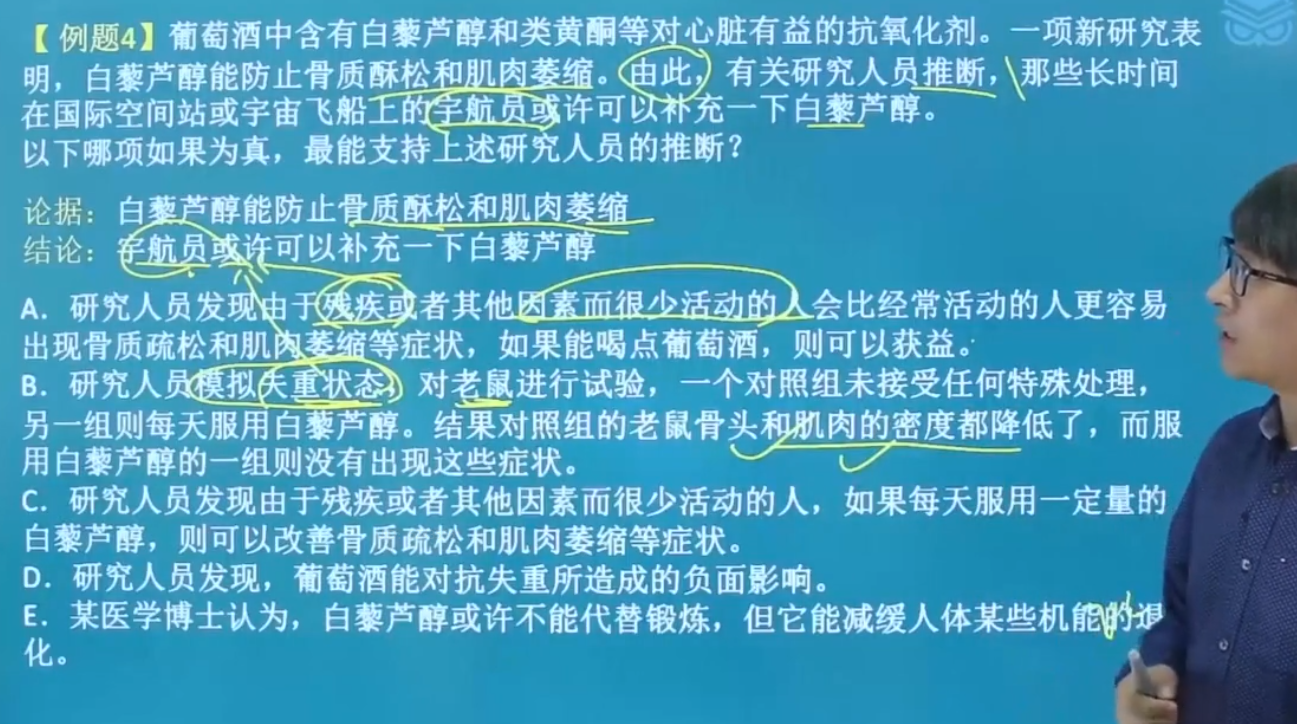 【例题4】葡萄酒中含有白藜芦醇和类黄酮等对心脏有益的抗氧化剂。一项新研究表
明，白藜芦醇能防止骨质酥松和肌肉萎缩。由此，有关研究人员推断，那些长时间
在国际空间站或宇宙飞船上的宇航员或许可以补充一下白藜芦醇。
以下哪项如果为真，最能支持上述研究人员的推断？
论据：白藜芦醇能防止骨质酥松和肌肉萎缩
结论：宇航员或许可以补充一下白藜芦醇
A．研究人员发现由于残疾或者其他因素而很少活动的人会比经常活动的人更容易
出现骨质疏松和肌肉萎缩等症状，如果能喝点葡萄酒，则可以获益。
B．研究人员模拟失重状态，对老鼠进行试验，一个对照组未接受任何特殊处理，
另一组则每天服用白藜芦醇。结果对照组的老鼠骨头和肌肉的密度都降低了，而服
用白藜芦醇的一组则没有出现这些症状。
C．研究人员发现由于残疾或者其他因素而很少活动的人，如果每天服用一定量的
白藜芦醇，则可以改善骨质疏松和肌肉萎缩等症状。
D．研究人员发现，葡萄酒能对抗失重所造成的负面影响。
E．某医学博士认为，白藜芦醇或许不能代替锻炼，但它能减缓人体某些机能的退
化。